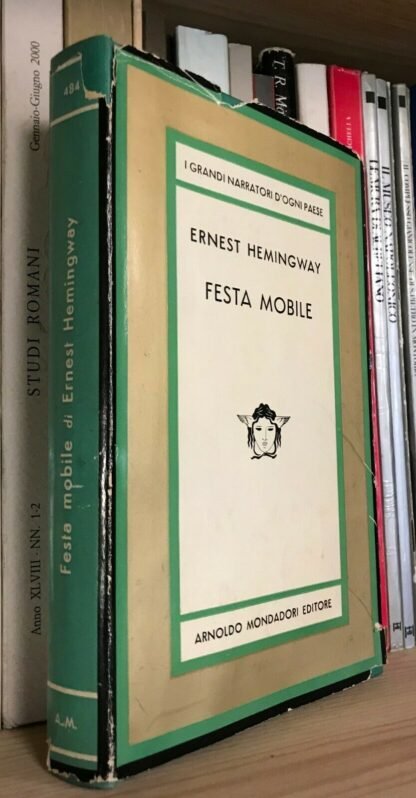 Anno XLVIII - NN. 1-2
STUDI ROMANI
Gennaio-Giugno 2000
484
Festa mobile di Ernest Hemingway
A.M.
I GRANDI NARRATORI D'OGNI PAESE
ERNEST HEMINGWAY
FESTA MOBILE
ARNOLDO MONDADORI EDITORE
T. R. Mo